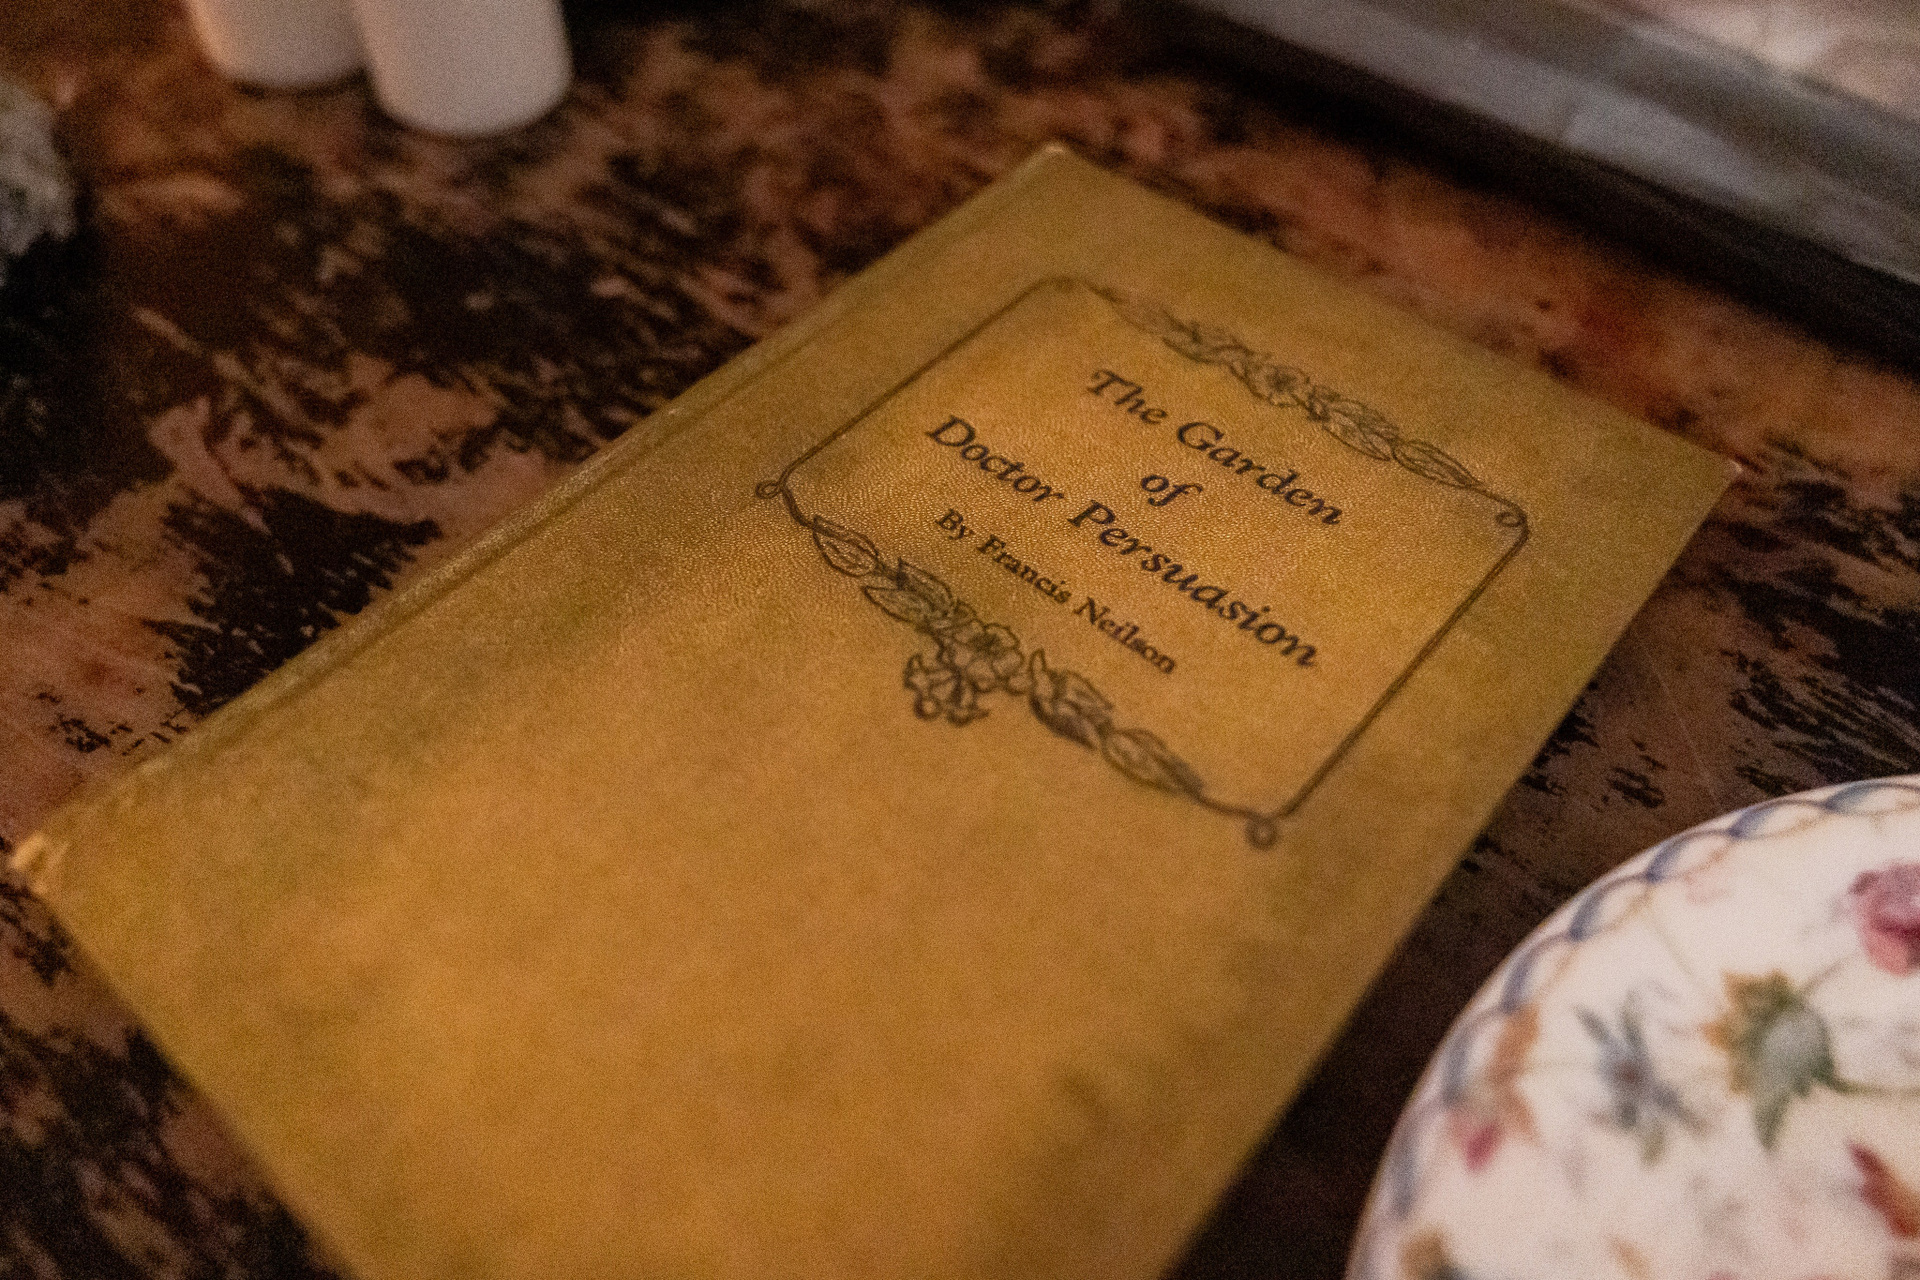 The Garden
of
Doctor Persuasion
By Francis Neilson